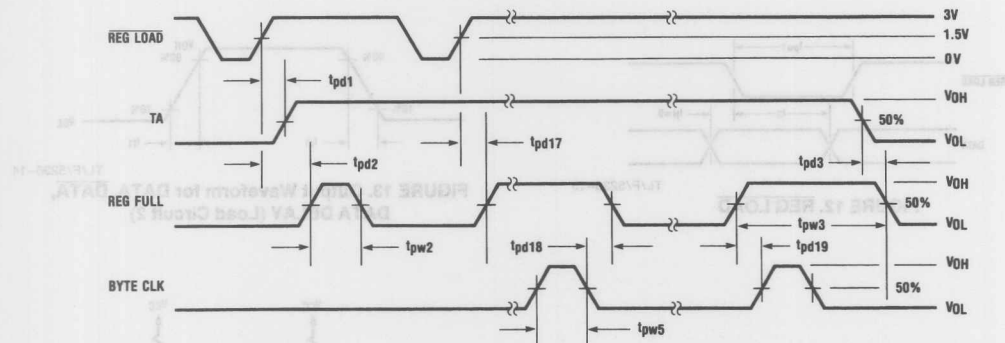 3V
REG LOAD
1.5V
0V
tpd1
VOH
TA
50%
tpd17
VOL
tpd2
tpd3
TL/F/5236-14
FIGURE 13. Output Waveform for DATA, DATA,
DATA DELAY (Load Circuit 2)
FIGURE 12. REG LOAD
VOH
REG FULL
50%
VOL
tpw3
tpw2
tpd18
tpd19
VOH
BYTE CLK
50%
VOL
tpw5